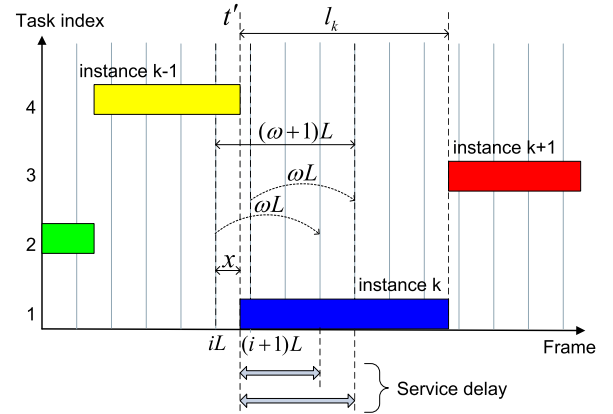 Task index
t′
l_k
instance k-1
4
(ω+1)L
instance k+1
3
ωL
ωL
2
x
instance k
1
iL
(i+1)L
Frame
Service delay